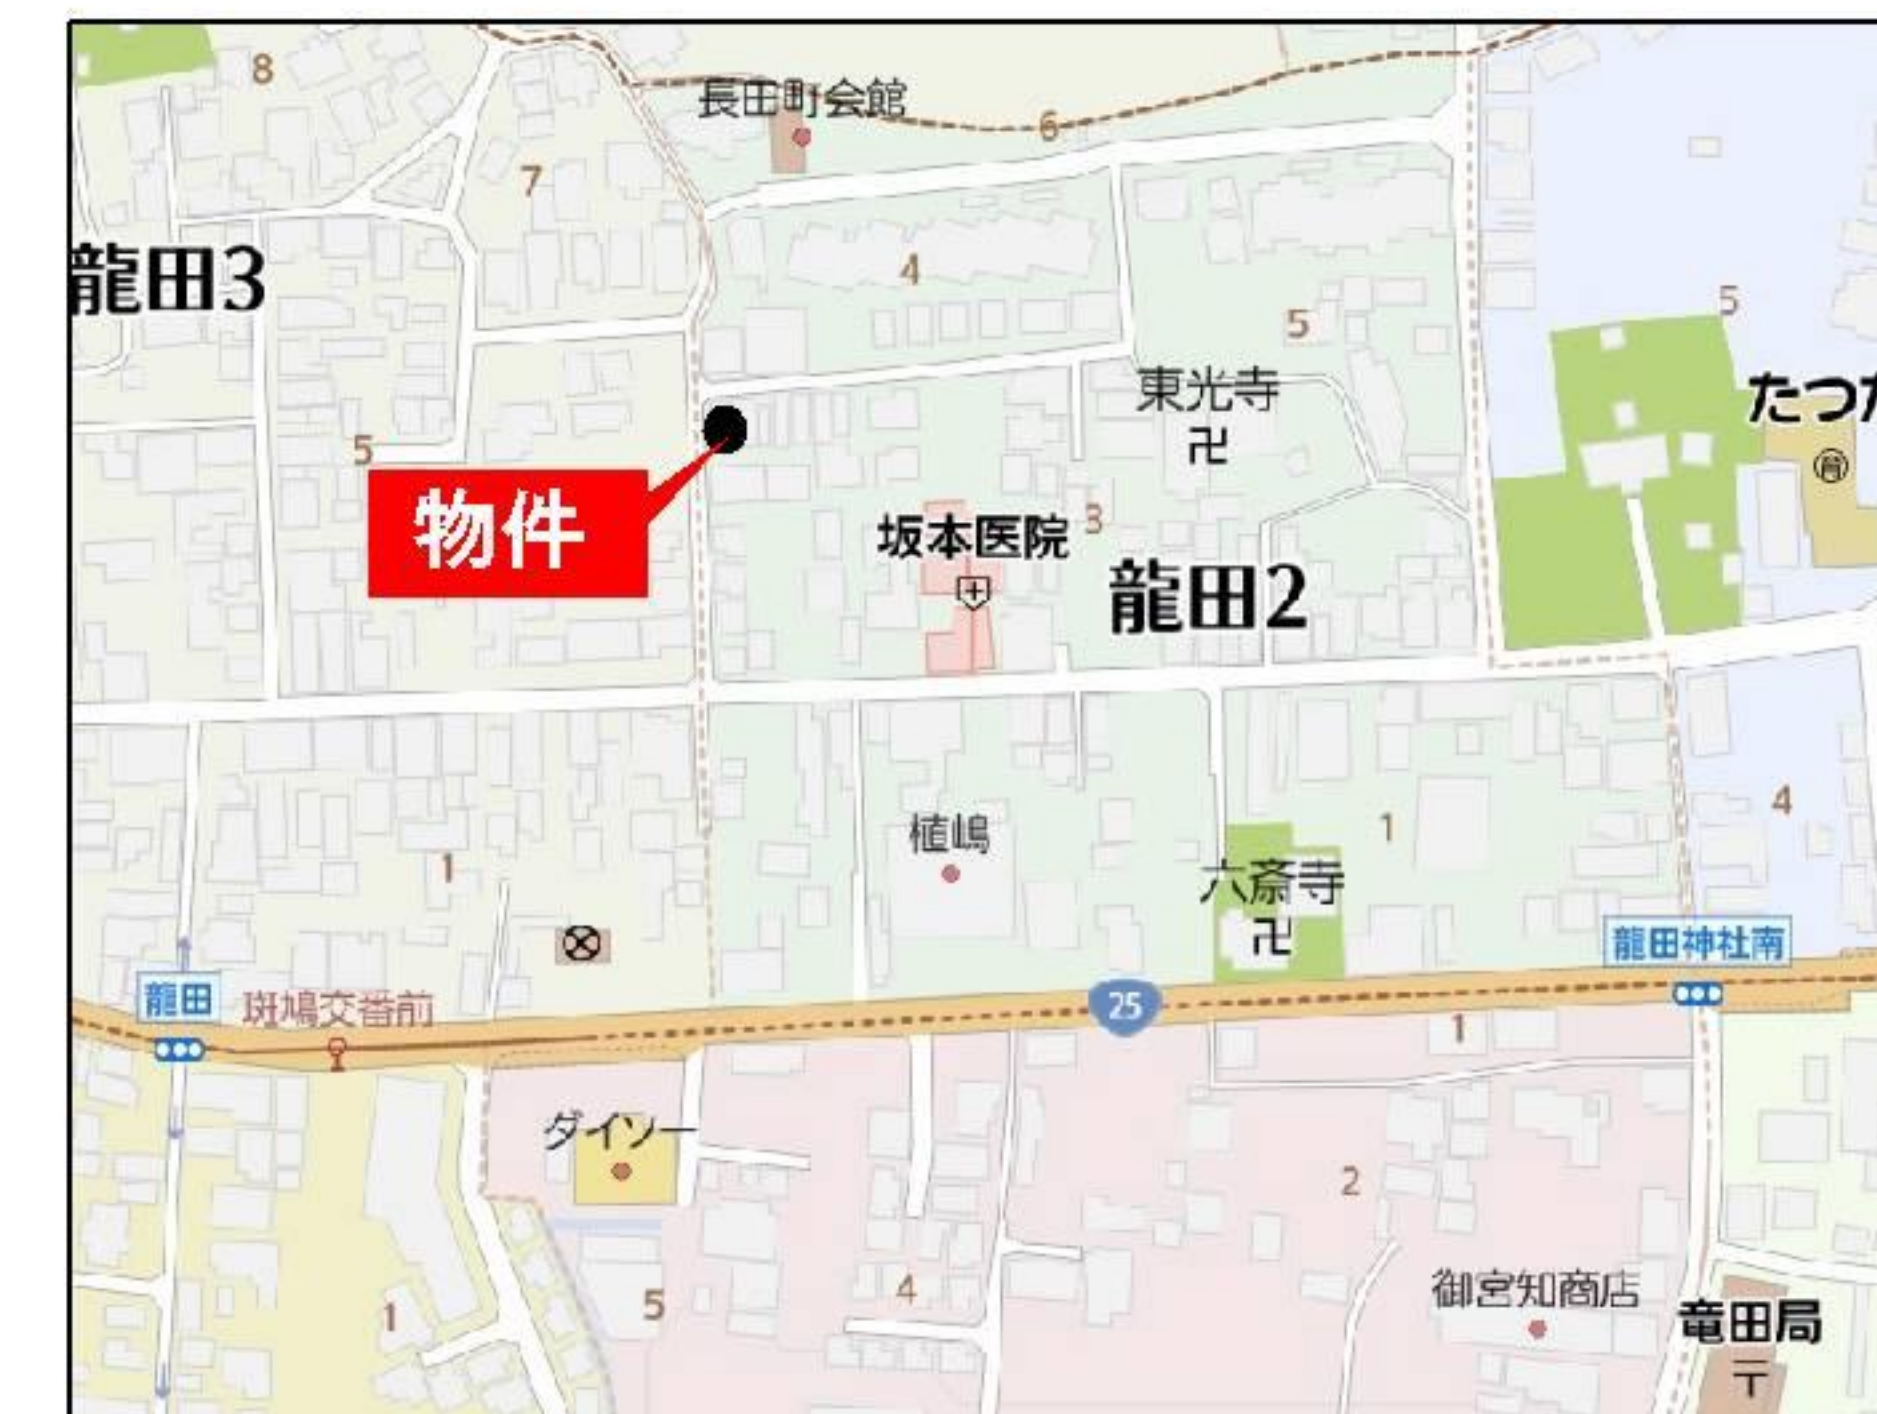 8
長田町会館
6
7
龍田3
4
5
5
東光寺
たつ
5
物件
坂本医院
3
龍田2
植嶋
1
4
1
六斎寺
龍田神社南
龍田
斑鳩交番前
25
1
ダイソー
2
御宮知商店
4
5
1
竜田局